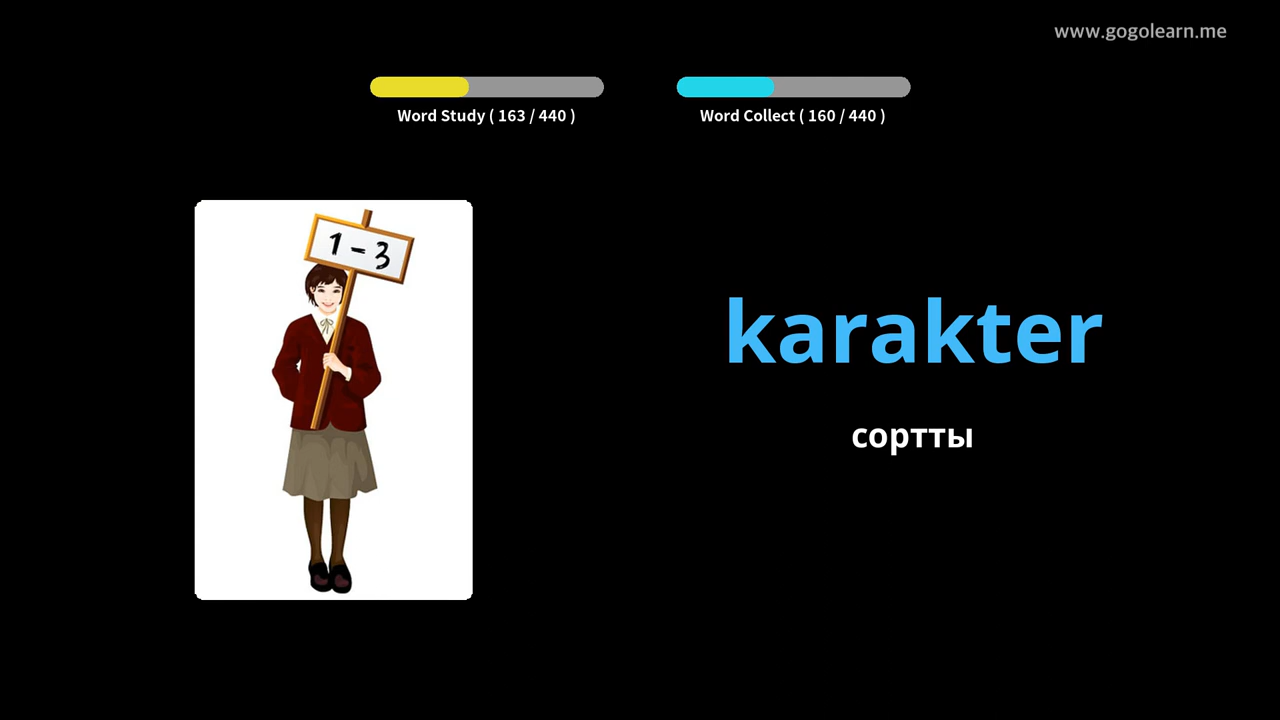 www.gogolearn.me
Word Study ( 163 / 440 )
Word Collect ( 160 / 440 )
1 - 3
karakter
сортты